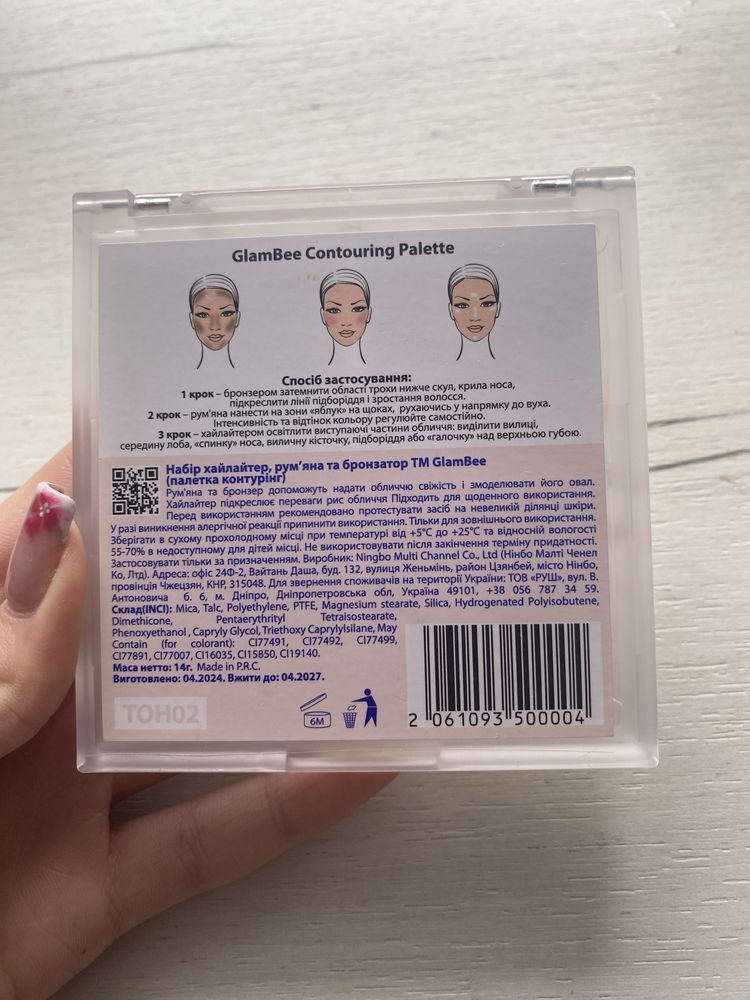 GlamBee Contouring Palette
Спосіб застосування:
1 крок – бронзером затемнити області трохи нижче скул, крила носа,
підкреслити лінії підборіддя і зростання волосся.
2 крок – рум'яна нанести на зони «яблук» на щоках, рухаючись у напрямку до вуха.
Інтенсивність та відтінок кольору регулюйте самостійно.
3 крок – хайлайтером освітлити виступаючі частини обличчя: виділити вилиці,
середину лоба, «спинку» носа, виличну кісточку, підборіддя або «галочку» над верхньою губою.
Набір хайлайтер, рум'яна та бронзатор ТМ GlamBee
(палетка контурінг)
Рум'яна та бронзер допоможуть надати обличчю свіжість і змоделювати його овал.
Хайлайтер підкреслює переваги рис обличчя Підходить для щоденного використання.
Перед використанням рекомендовано протестувати засіб на невеликій ділянці шкіри.
У разі виникнення алергічної реакції припинити використання. Тільки для зовнішнього використання.
Зберігати в сухому прохолодному місці при температурі від +5°C до +25°C та відносній вологості
55-70% в недоступному для дітей місці. Не використовувати після закінчення терміну придатності.
Застосовувати тільки за призначенням. Виробник: Ningbo Multi Channel Co., Ltd (Нінбо Малті Ченел
Ко, Лтд). Адреса: офіс 24Ф-2, Вайтань Даша, буд. 132, вулиця Женьмінь, район Цзянбей, місто Нінбо,
провінція Чжецзян, КНР, 315048. Для звернення споживачів на території України: ТОВ «РУШ», вул. В.
Антоновича б. 6, м. Дніпро, Дніпропетровська обл, Україна 49101, +38 056 787 34 59.
Склад(INCI): Mica, Talc, Polyethylene, PTFE, Magnesium stearate, Silica, Hydrogenated Polyisobutene,
Dimethicone, Pentaerythrityl Tetraisostearate,
Phenoxyethanol , Capryly Glycol, Triethoxy Caprylylsilane, May
Contain (for colorant): CI77491, CI77492, CI77499,
CI77891, CI77007, CI16035, CI15850, CI19140.
Маса нетто: 14г. Made in P.R.C.
Виготовлено: 04.2024. Вжити до: 04.2027.
TOH02
6M
2 061093 500004